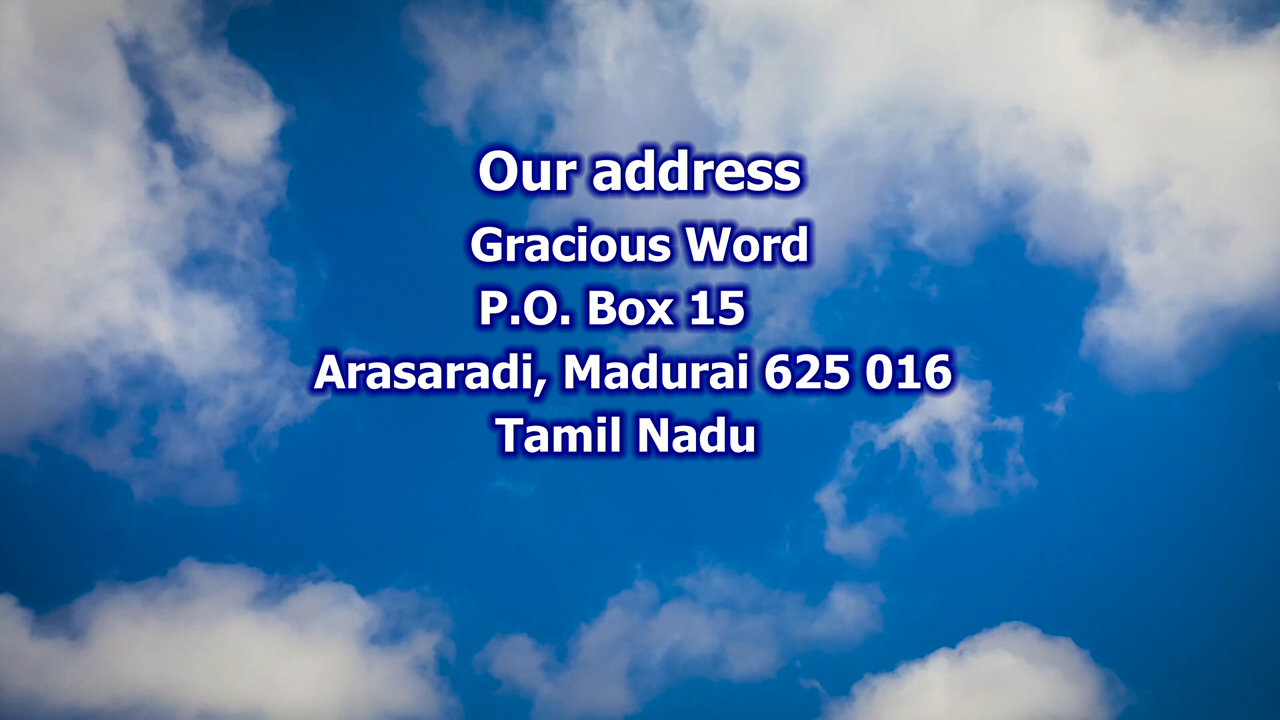 Our address
Gracious Word
P.O. Box 15
Arasaradi, Madurai 625 016
Tamil Nadu